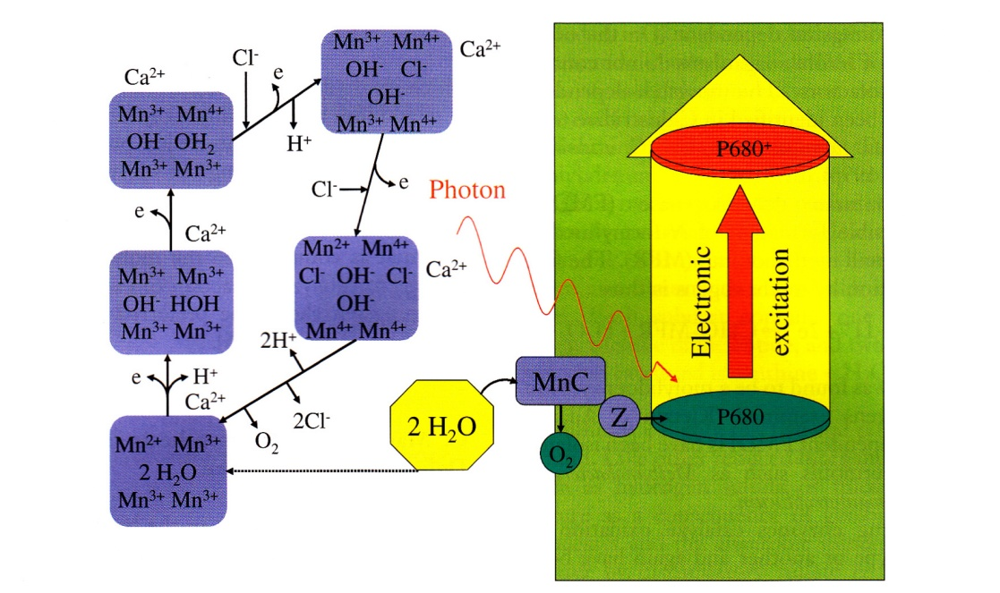 Mn³⁺ Mn⁴⁺
OH⁻ Cl⁻
OH⁻
Mn³⁺ Mn⁴⁺
Ca²⁺
Cl⁻
e
H⁺
Ca²⁺
Mn³⁺ Mn⁴⁺
OH⁻ OH₂
Mn³⁺ Mn³⁺
Cl⁻
e
Photon
e
Ca²⁺
Mn³⁺ Mn³⁺
OH⁻ HOH
Mn³⁺ Mn³⁺
Mn²⁺ Mn⁴⁺
Cl⁻ OH⁻ Cl⁻
OH⁻
Mn⁴⁺ Mn⁴⁺
Ca²⁺
2H⁺
2Cl⁻
O₂
e
H⁺
Ca²⁺
Mn²⁺ Mn³⁺
2 H₂O
Mn³⁺ Mn³⁺
2 H₂O
MnC
O₂
Z
P680⁺
Electronic
excitation
P680